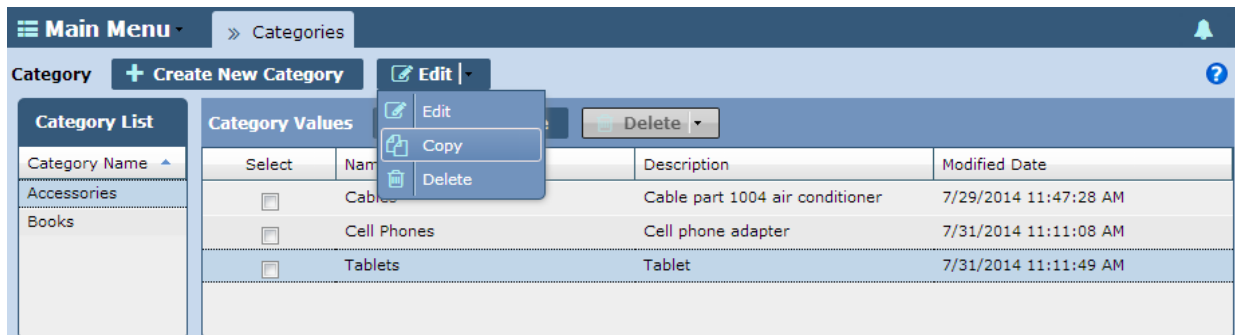 Main Menu
» Categories
Category
+ Create New Category
Edit
Edit
Copy
Delete
Category List
Category Values
Delete
Category Name
Select
Description
Modified Date
Accessories
Cable part 1004 air conditioner
7/29/2014 11:47:28 AM
Books
Cell Phones
Cell phone adapter
7/31/2014 11:11:08 AM
Tablets
Tablet
7/31/2014 11:11:49 AM